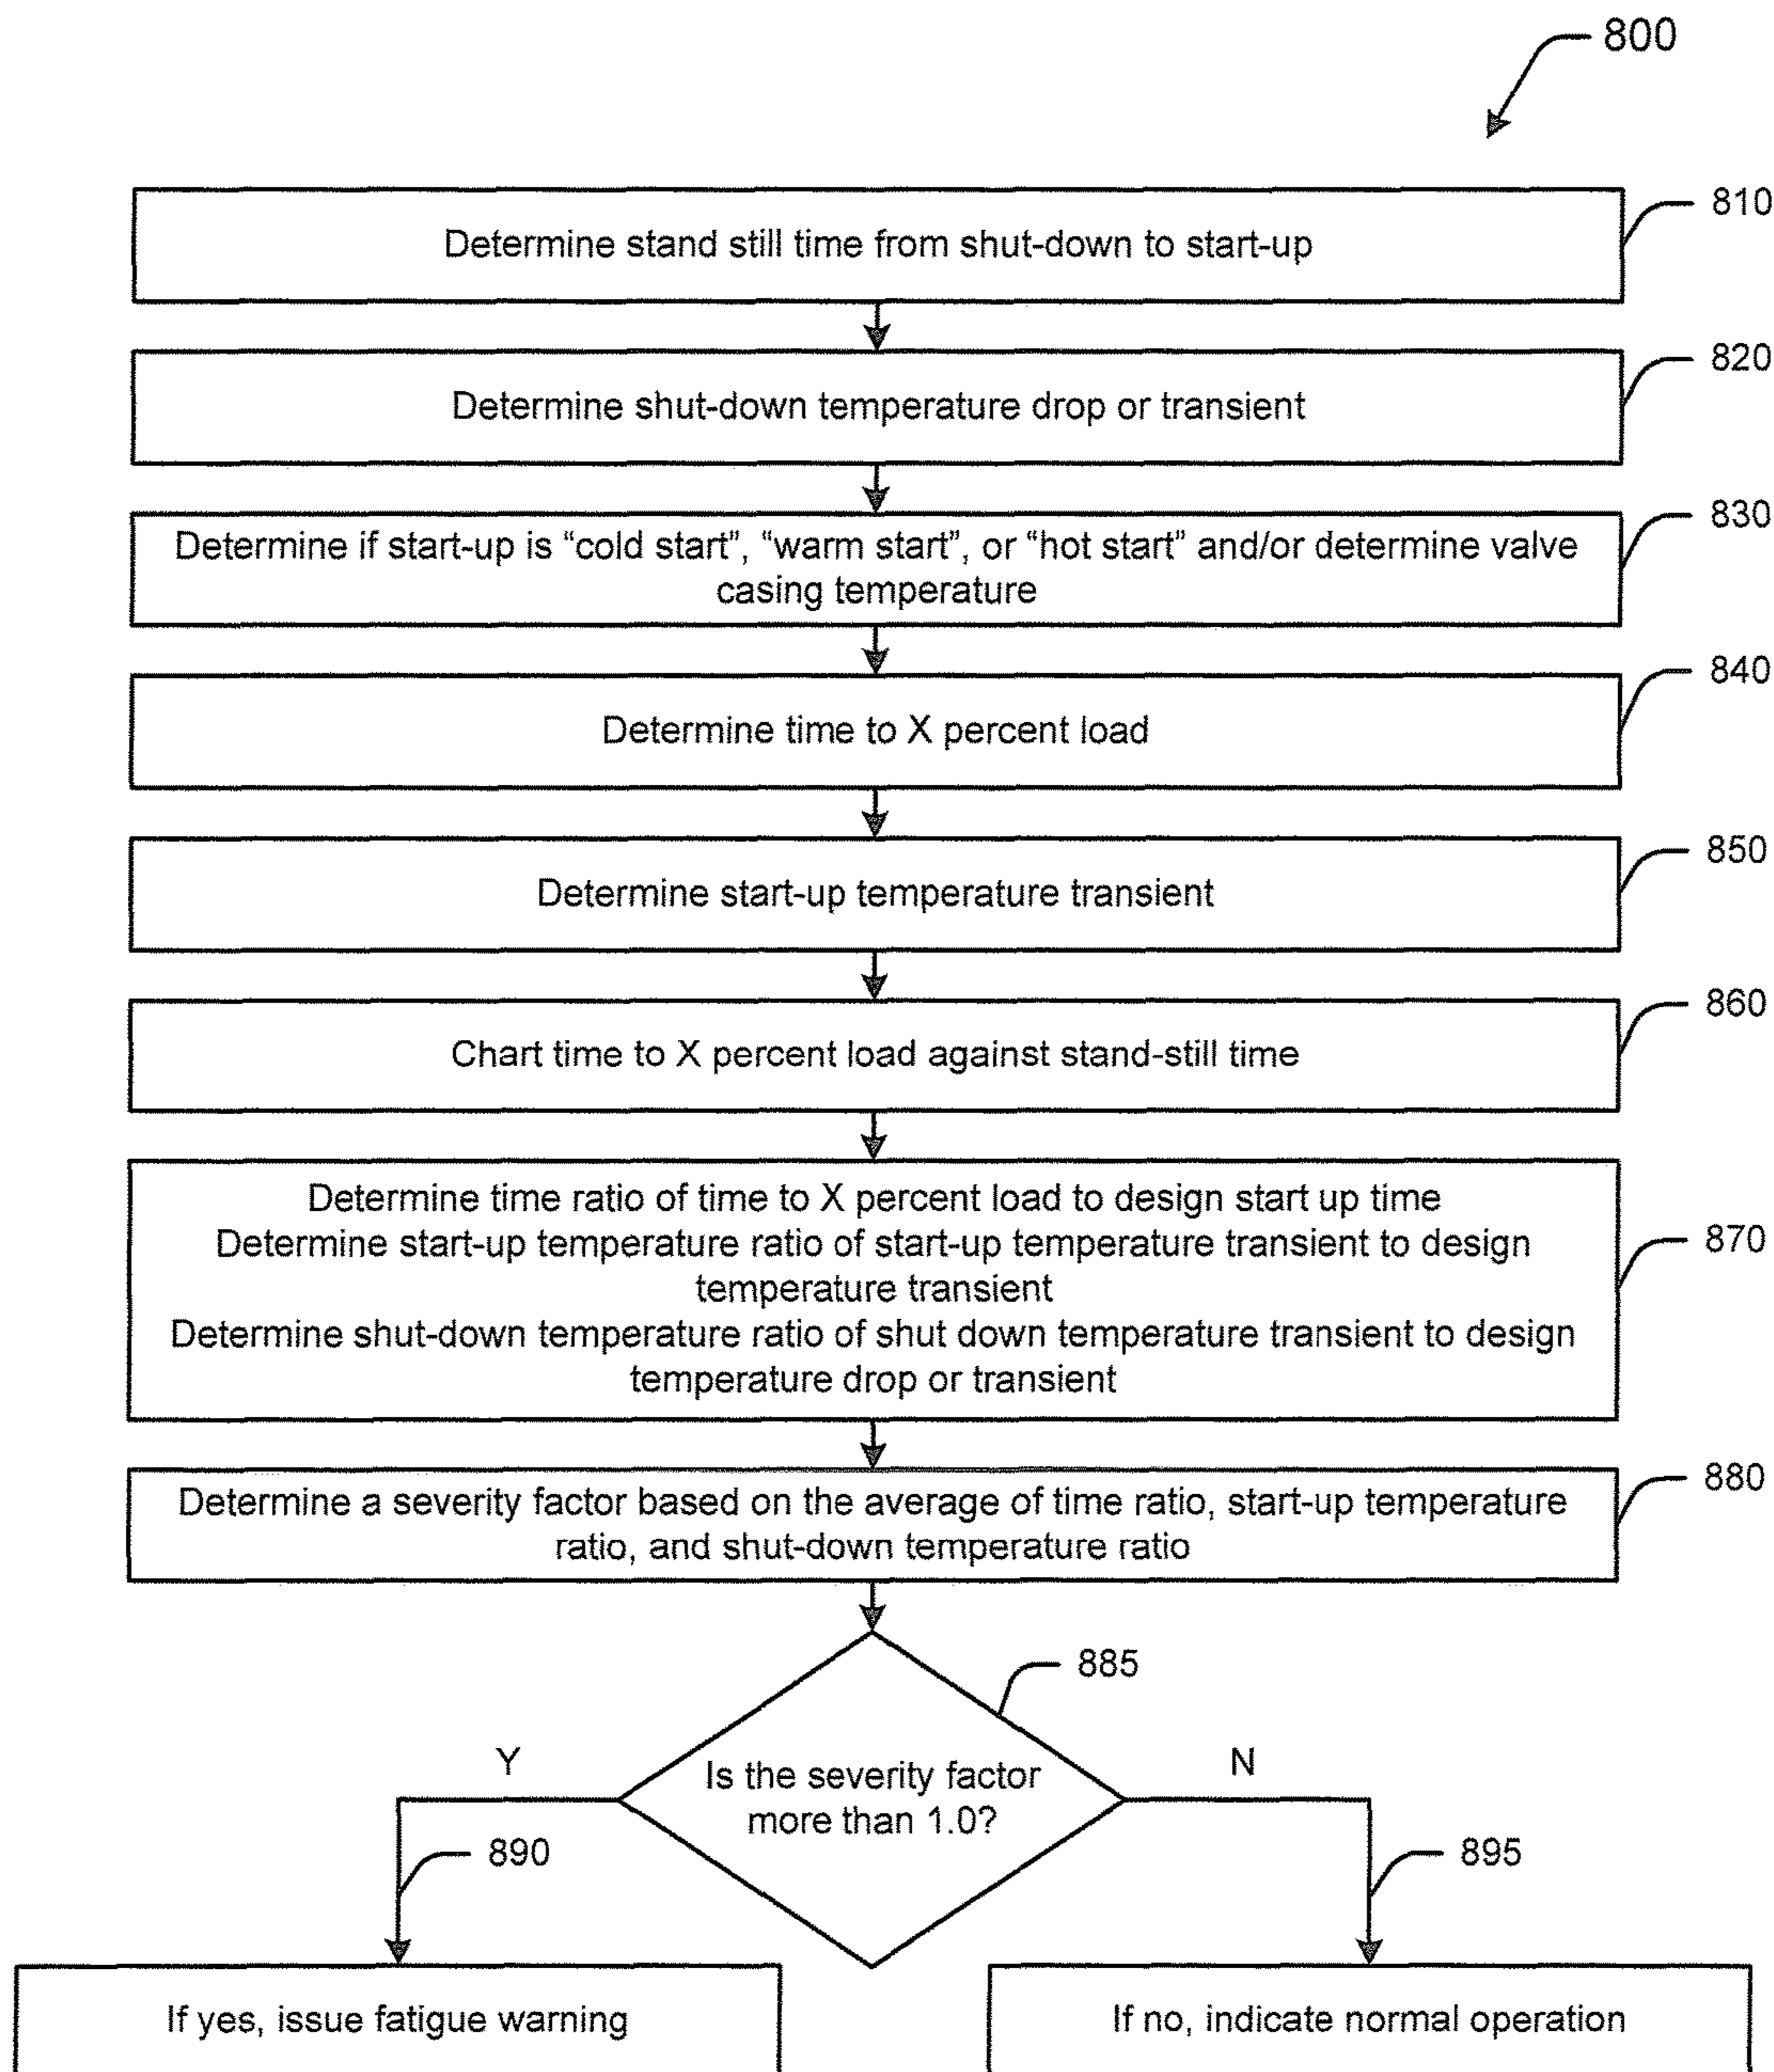 800
Determine stand still time from shut-down to start-up
810
Determine shut-down temperature drop or transient
820
Determine if start-up is “cold start”, “warm start”, or “hot start” and/or determine valve
casing temperature
830
Determine time to X percent load
840
Determine start-up temperature transient
850
Chart time to X percent load against stand-still time
860
Determine time ratio of time to X percent load to design start up time
Determine start-up temperature ratio of start-up temperature transient to design
temperature transient
Determine shut-down temperature ratio of shut down temperature transient to design
temperature drop or transient
870
Determine a severity factor based on the average of time ratio, start-up temperature
ratio, and shut-down temperature ratio
880
885
Is the severity factor
more than 1.0?
Y
N
890
895
If yes, issue fatigue warning
If no, indicate normal operation